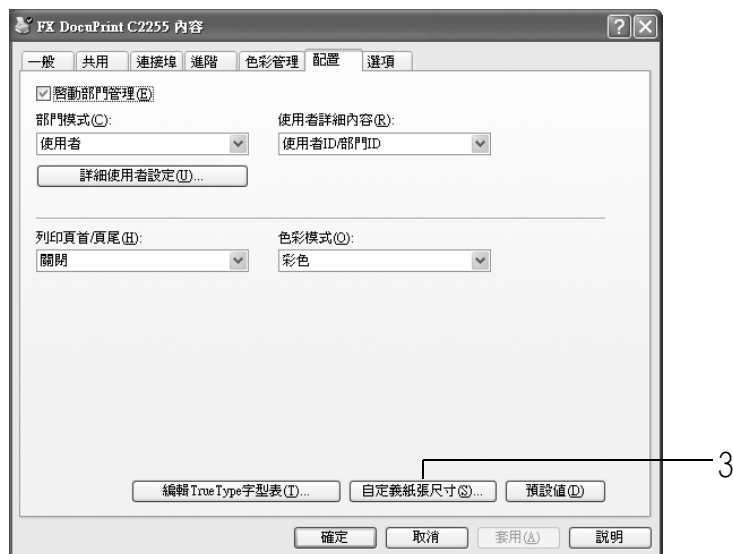 FX DocuPrint C2255 內容
一般 共用 連接埠 進階 色彩管理 配置 選項
啓動部門管理(E)
部門模式(C): 使用者詳細內容(R):
使用者 使用者ID/部門ID
詳細使用者設定(U)...
列印頁首/頁尾(H): 色彩模式(O):
關閉 彩色
3
編輯TrueType字型表(T)... 自定義紙張尺寸(S)... 預設値(D)
確定 取消 套用(A) 說明